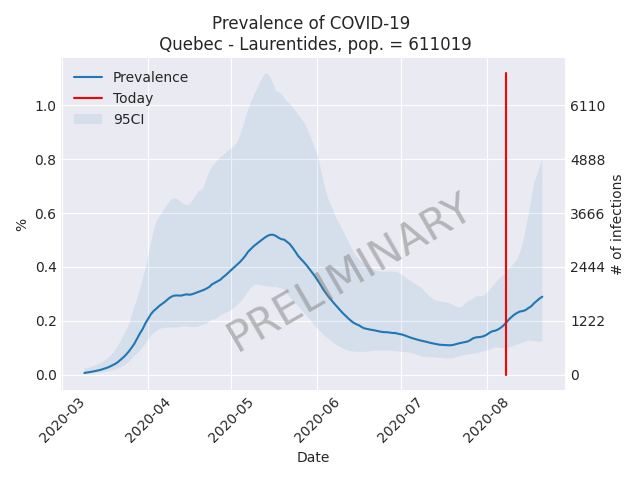 Prevalence of COVID-19
Quebec - Laurentides, pop. = 611019
Prevalence
Today
95CI
%
1.0
0.8
0.6
0.4
0.2
0.0
6110
4888
3666
2444
1222
0
# of infections
PRELIMINARY
2020-03
2020-04
2020-05
2020-06
2020-07
2020-08
Date